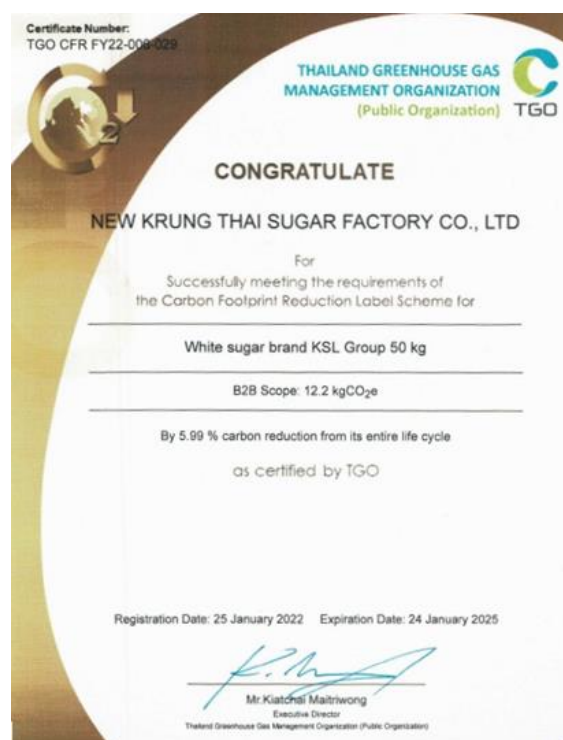 Certificate Number:
TGO CFR FY22-008-029
THAILAND GREENHOUSE GAS
MANAGEMENT ORGANIZATION
(Public Organization)
TGO
2
CONGRATULATE
NEW KRUNG THAI SUGAR FACTORY CO., LTD
For
Successfully meeting the requirements of
the Carbon Footprint Reduction Label Scheme for
White sugar brand KSL Group 50 kg
B2B Scope: 12.2 kgCO₂e
By 5.99 % carbon reduction from its entire life cycle
as certified by TGO
Registration Date: 25 January 2022 Expiration Date: 24 January 2025
Mr.Kiatchai Maitriwong
Executive Director
Thailand Greenhouse Gas Management Organization (Public Organization)